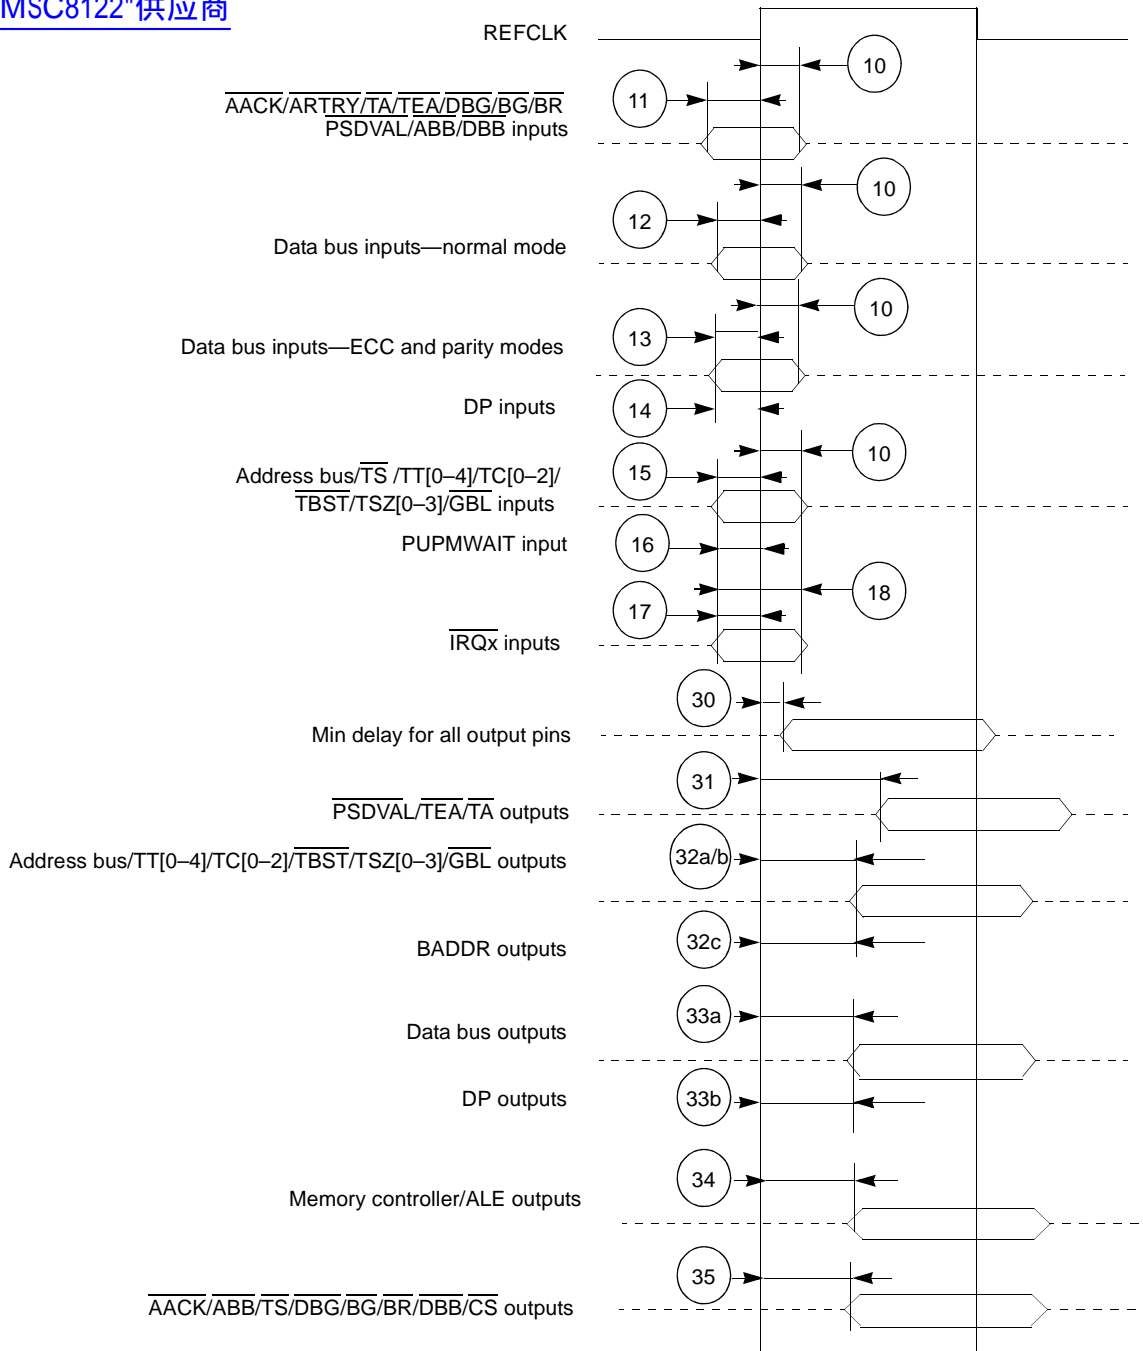 MSC8122"供应商
REFCLK
10
11
AACK/ARTRY/TA/TEA/DBG/BG/BR
PSDVAL/ABB/DBB inputs
10
12
Data bus inputs—normal mode
10
13
Data bus inputs—ECC and parity modes
DP inputs
14
10
15
Address bus/TS /TT[0–4]/TC[0–2]/
TBST/TSZ[0–3]/GBL inputs
PUPMWAIT input
16
18
17
IRQx inputs
30
Min delay for all output pins
31
PSDVAL/TEA/TA outputs
32a/b
Address bus/TT[0–4]/TC[0–2]/TBST/TSZ[0–3]/GBL outputs
32c
BADDR outputs
33a
Data bus outputs
DP outputs
33b
34
Memory controller/ALE outputs
35
AACK/ABB/TS/DBG/BG/BR/DBB/CS outputs